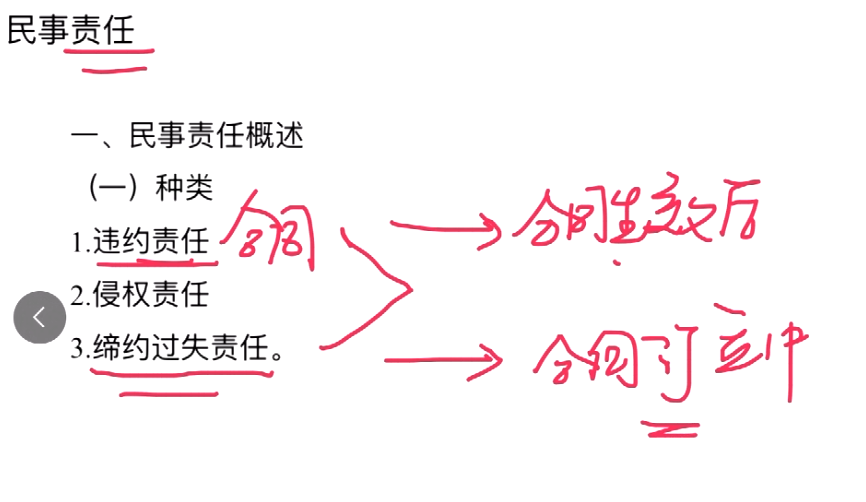 民事责任
一、民事责任概述
（一）种类
1.违约责任 合同 合同生效后
2.侵权责任
3.缔约过失责任。 合同订立中